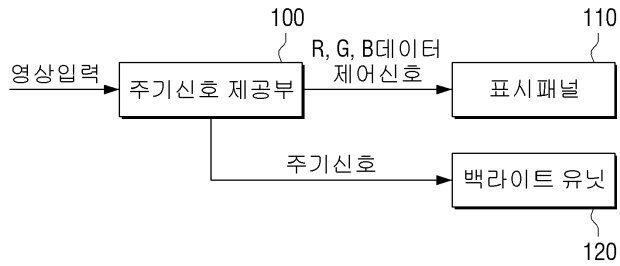 100
110
영상입력
주기신호 제공부
R, G, B데이터
제어신호
표시패널
주기신호
백라이트 유닛
120